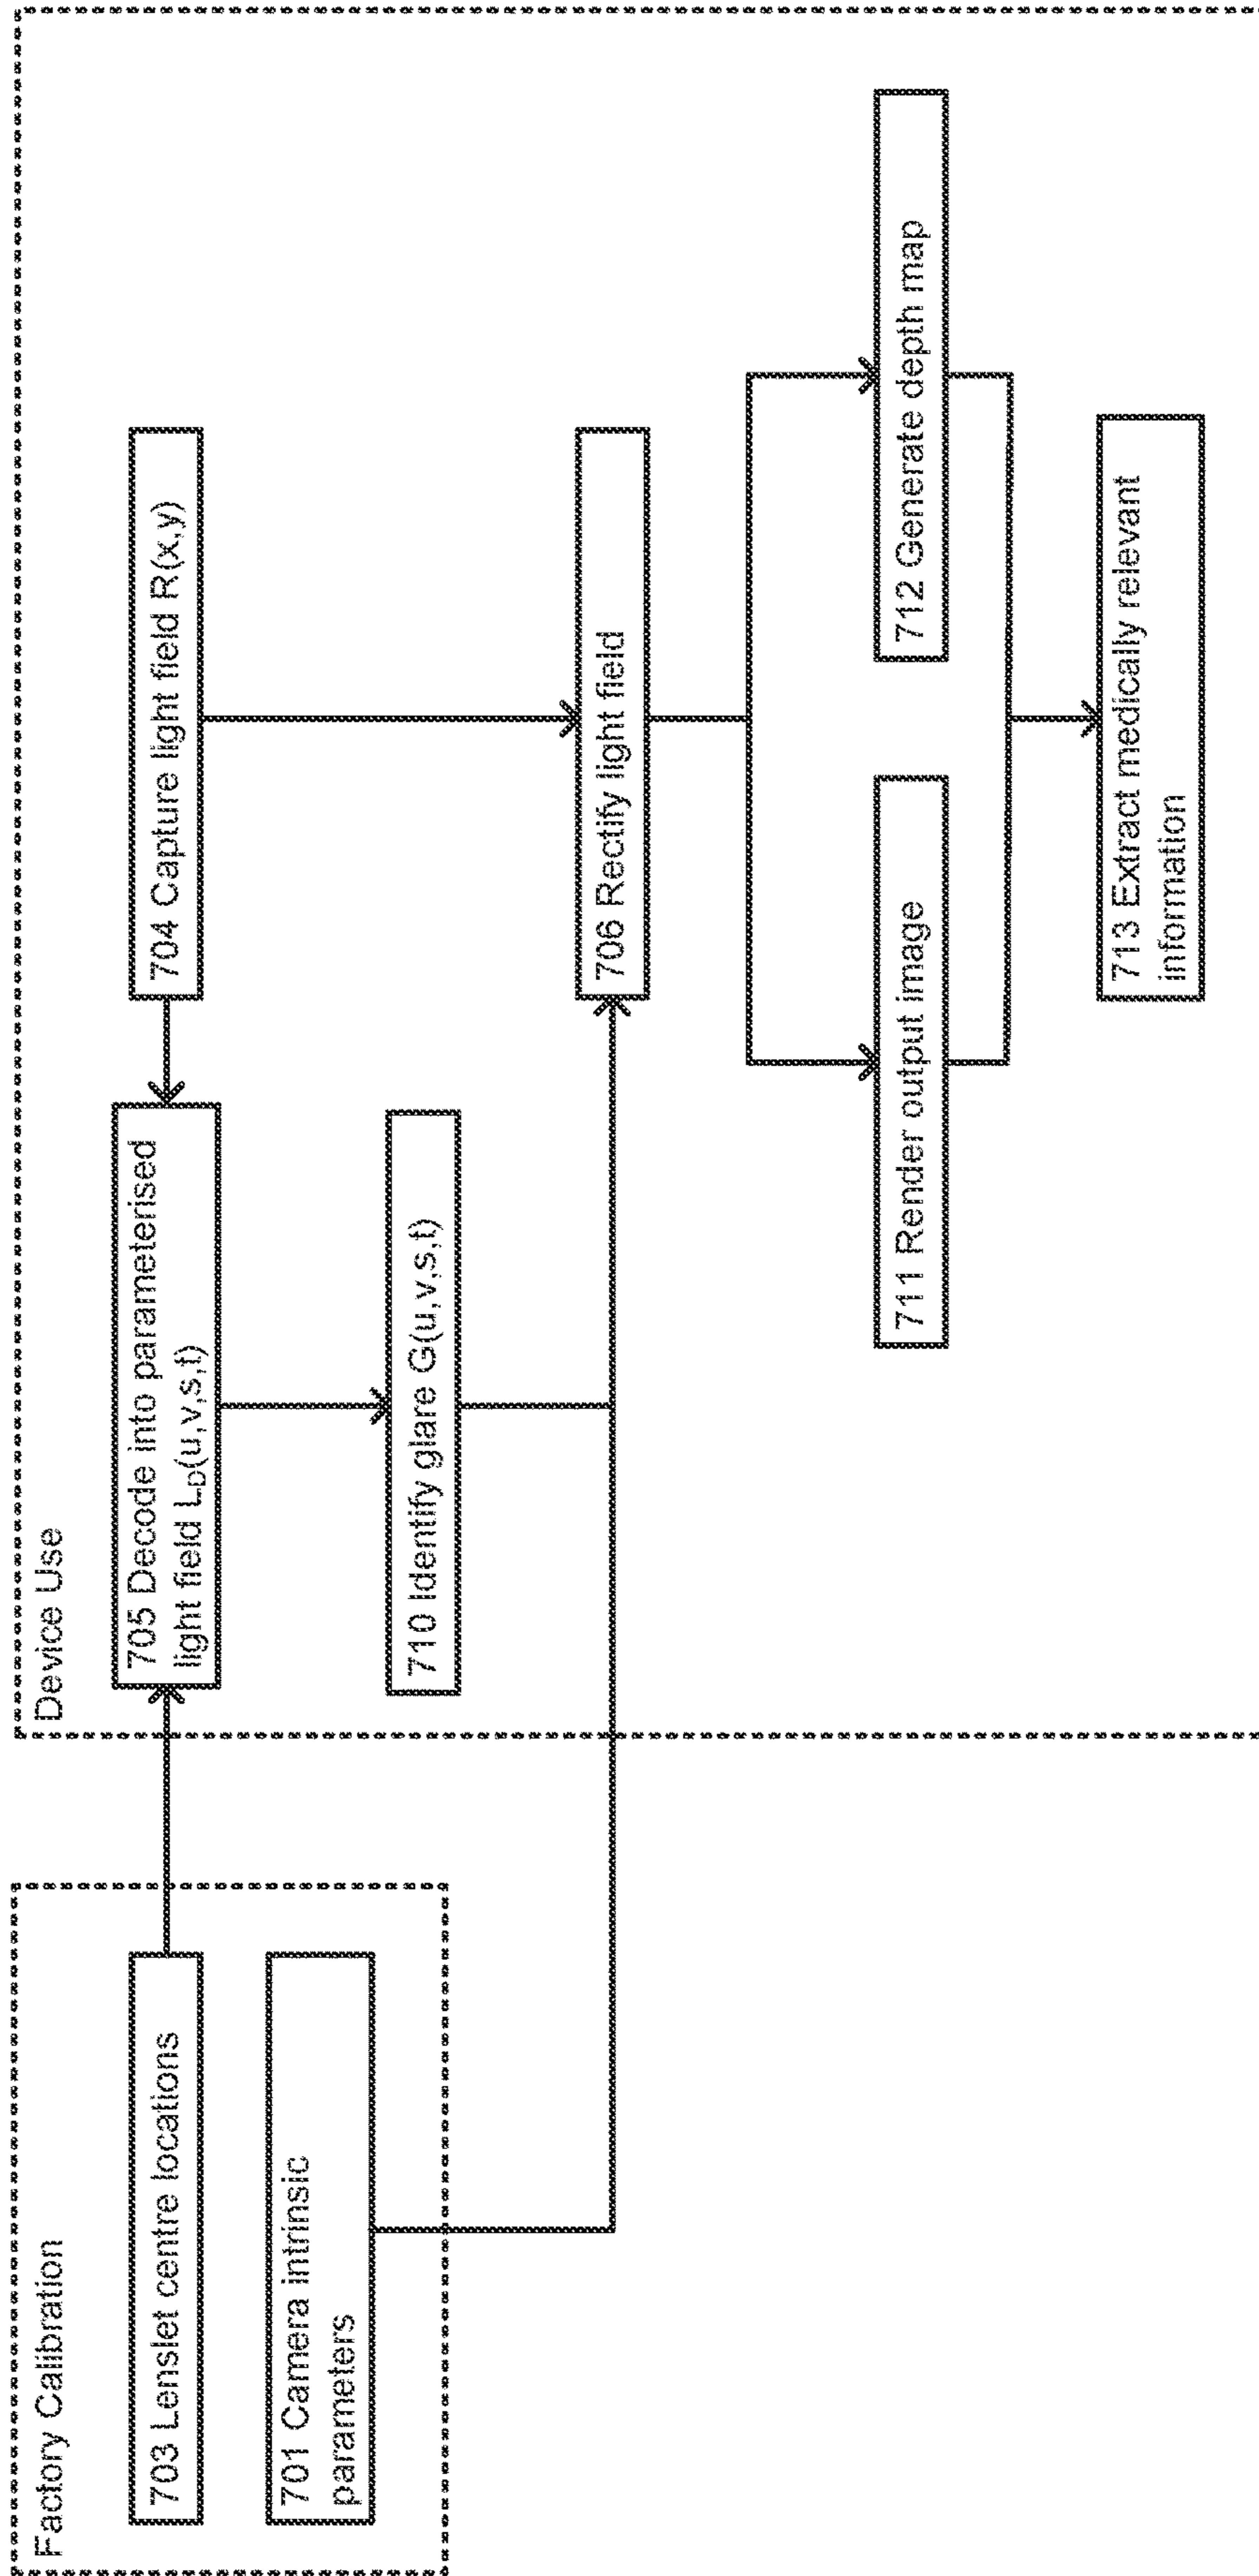 Factory Calibration
703 Lenslet centre locations
701 Camera intrinsic
parameters
Device Use
705 Decode into parameterised
light field L_D(u,v,s,t)
704 Capture light field R(x,y)
710 Identify glare G(u,v,s,t)
706 Rectify light field
711 Render output image
712 Generate depth map
713 Extract medically relevant
information